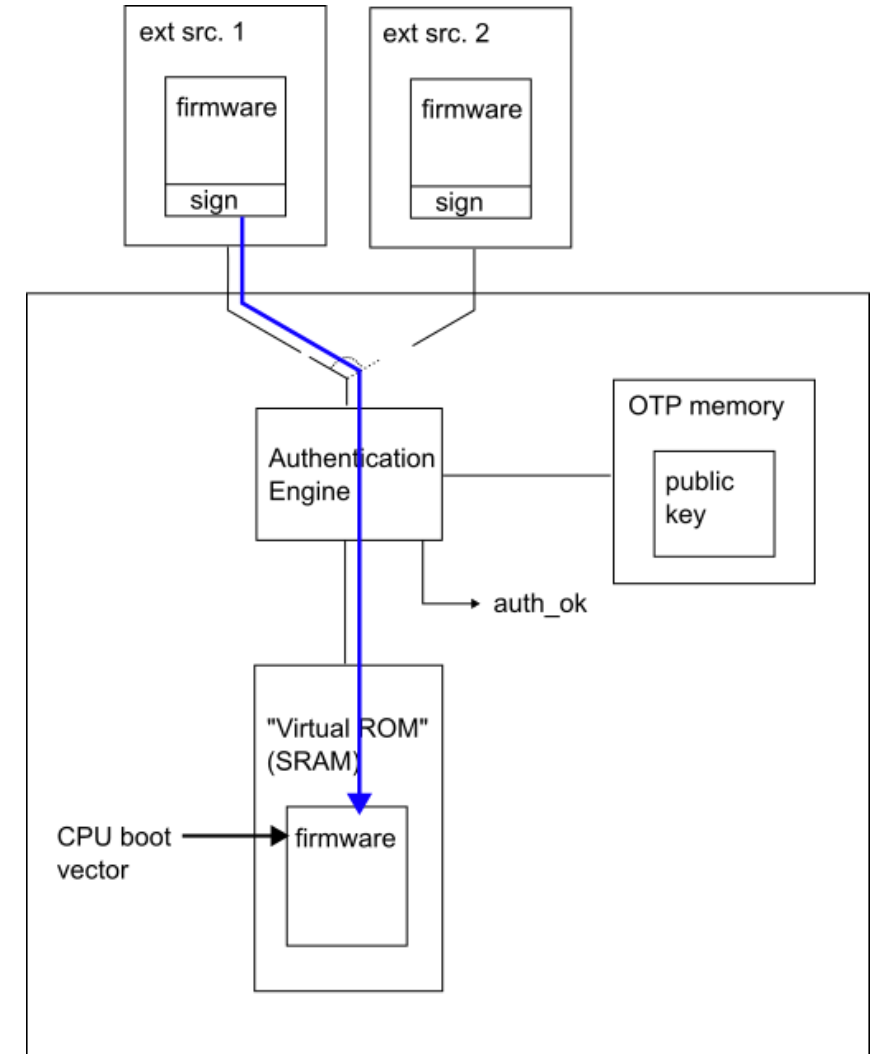 ext src. 1
ext src. 2
firmware
firmware
sign
sign
OTP memory
public
key
Authentication
Engine
auth_ok
"Virtual ROM"
(SRAM)
CPU boot
vector
firmware